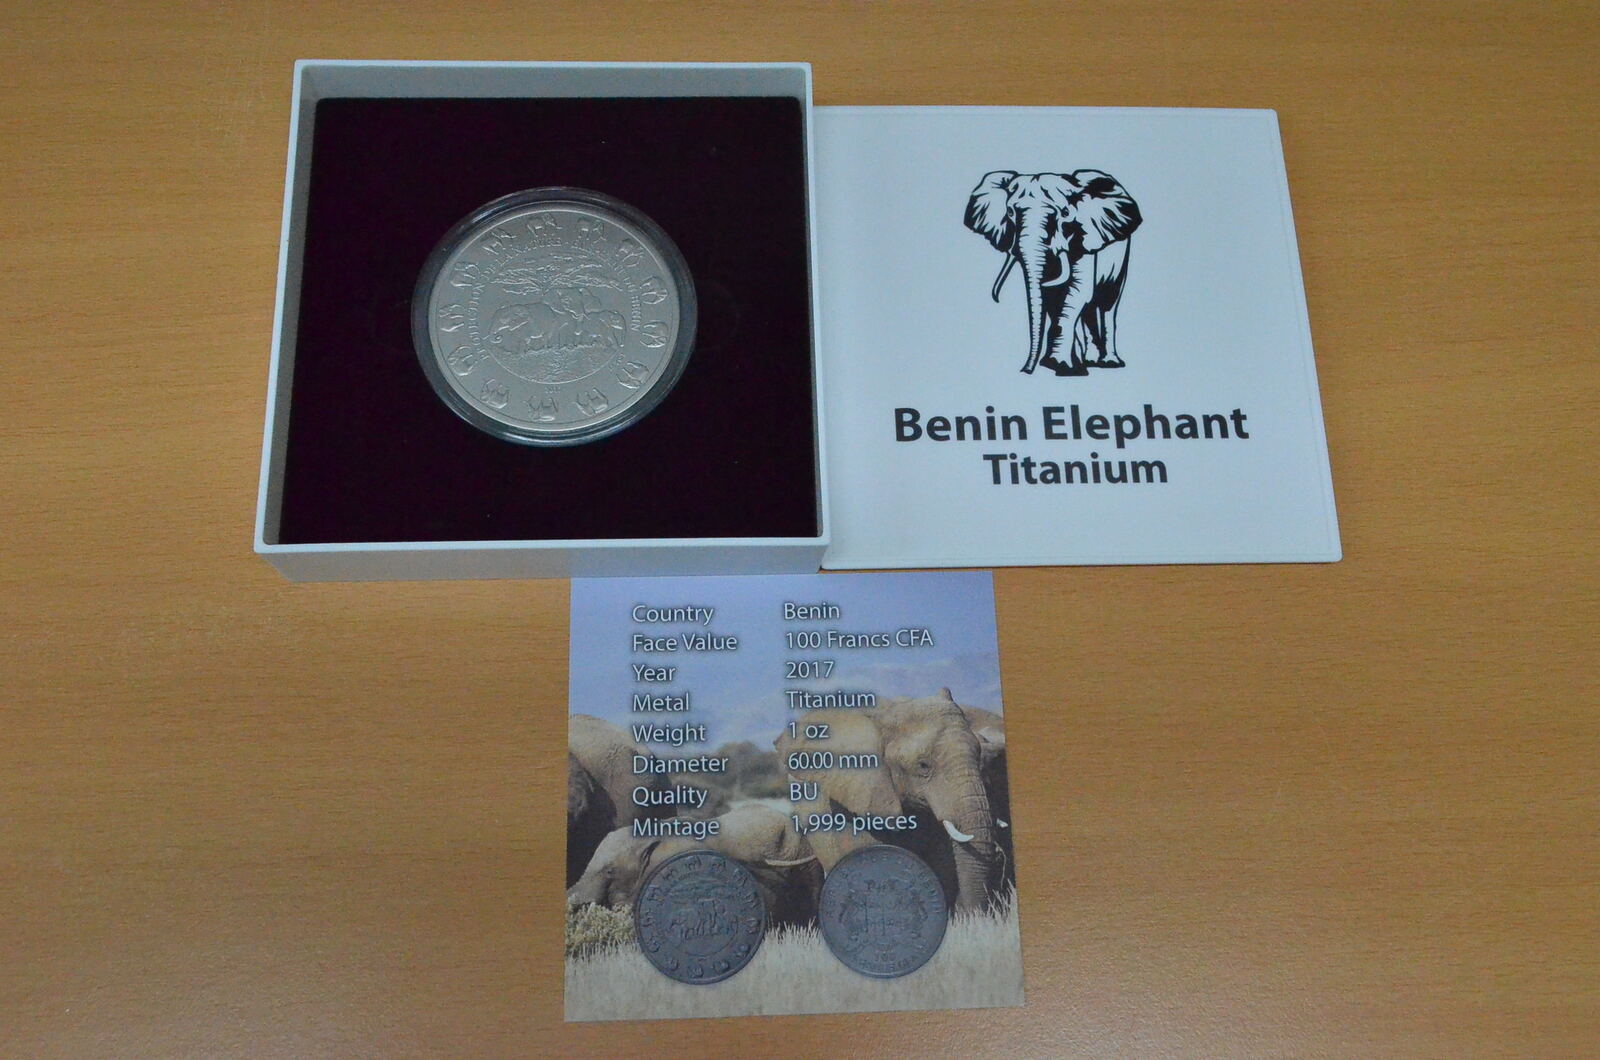 Benin Elephant
Titanium
Country Benin
Face Value 100 Francs CFA
Year 2017
Metal Titanium
Weight 1 oz
Diameter 60.00 mm
Quality BU
Mintage 1,999 pieces